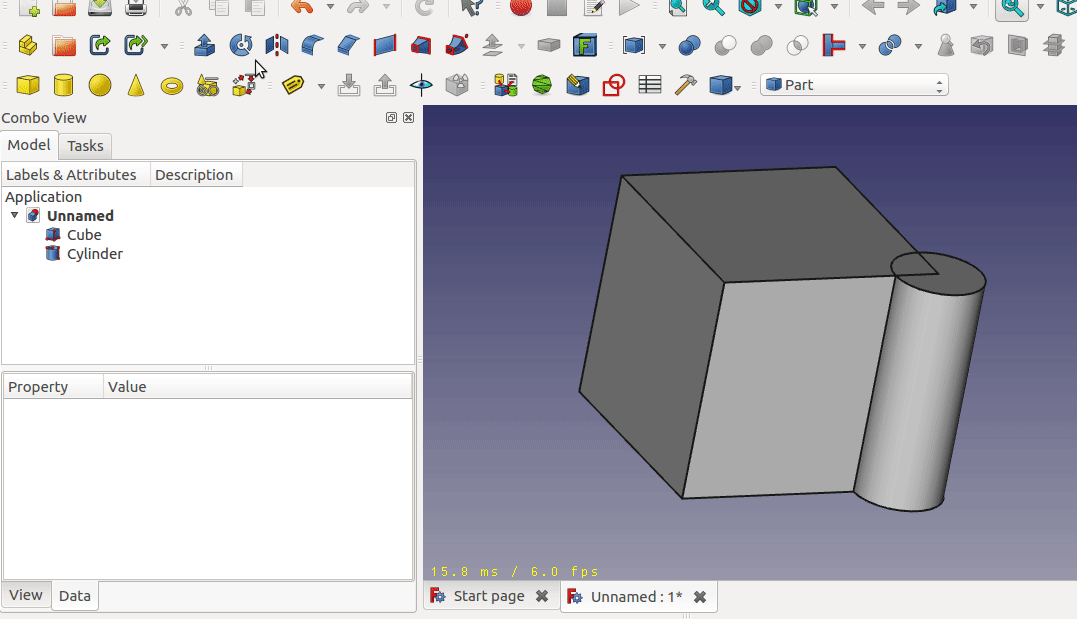 Part
Combo View
Model Tasks
Labels & Attributes Description
Application
Unnamed
Cube
Cylinder
Property Value
View Data
15.8 ms / 6.0 fps
Start page Unnamed : 1*